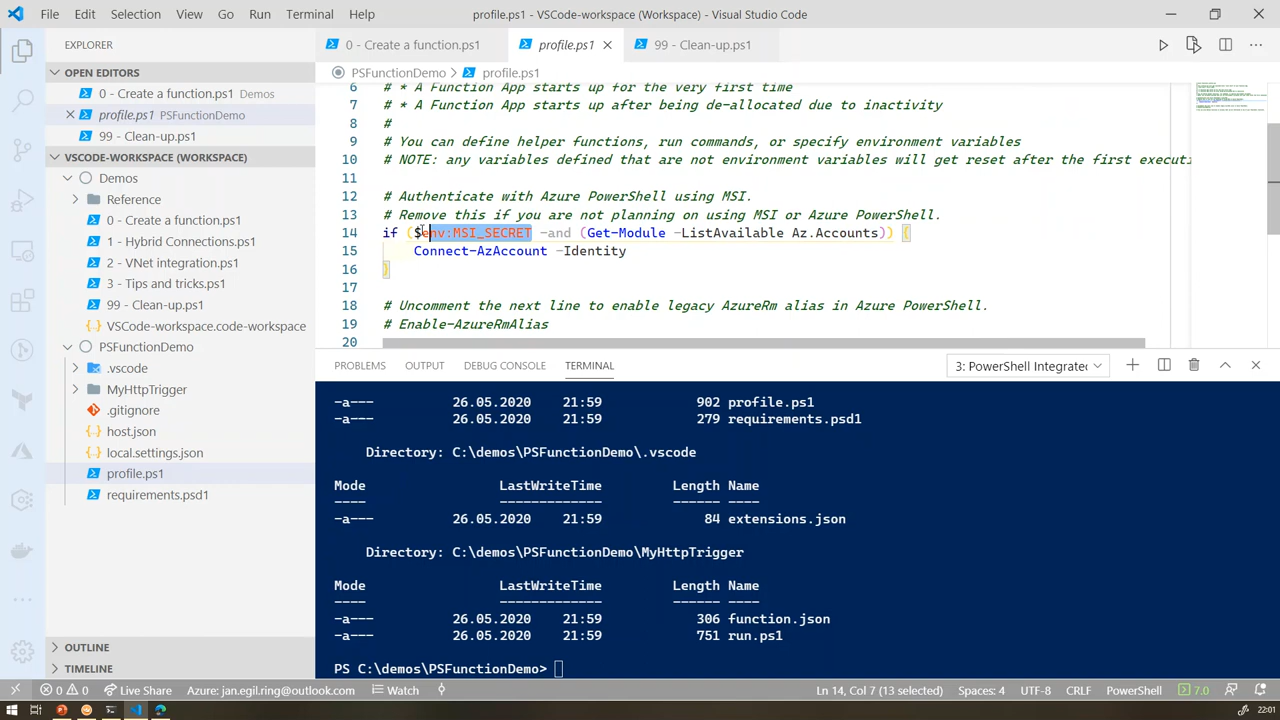 File Edit Selection View Go Run Terminal Help
profile.ps1 - VSCode-workspace (Workspace) - Visual Studio Code
EXPLORER
OPEN EDITORS
0 - Create a function.ps1 Demos
profile.ps1 PSFunctionDemo
99 - Clean-up.ps1
VSCODE-WORKSPACE (WORKSPACE)
Demos
Reference
0 - Create a function.ps1
1 - Hybrid Connections.ps1
2 - VNet integration.ps1
3 - Tips and tricks.ps1
99 - Clean-up.ps1
VSCode-workspace.code-workspace
PSFunctionDemo
.vscode
MyHttpTrigger
.gitignore
host.json
local.settings.json
profile.ps1
requirements.psd1
OUTLINE
TIMELINE
0 - Create a function.ps1
profile.ps1
99 - Clean-up.ps1
PSFunctionDemo > profile.ps1
6 # * A Function App starts up for the very first time
7 # * A Function App starts up after being de-allocated due to inactivity
8 #
9 # You can define helper functions, run commands, or specify environment variables
10 # NOTE: any variables defined that are not environment variables will get reset after the first executi
11
12 # Authenticate with Azure PowerShell using MSI.
13 # Remove this if you are not planning on using MSI or Azure PowerShell.
14 if ($env:MSI_SECRET -and (Get-Module -ListAvailable Az.Accounts)) {
15 Connect-AzAccount -Identity
16 }
17
18 # Uncomment the next line to enable legacy AzureRm alias in Azure PowerShell.
19 # Enable-AzureRmAlias
20
PROBLEMS OUTPUT DEBUG CONSOLE TERMINAL
3: PowerShell Integrated
-a--- 26.05.2020 21:59 902 profile.ps1
-a--- 26.05.2020 21:59 279 requirements.psd1
Directory: C:\demos\PSFunctionDemo\.vscode
Mode LastWriteTime Length Name
---- ------------- ------ ----
-a--- 26.05.2020 21:59 84 extensions.json
Directory: C:\demos\PSFunctionDemo\MyHttpTrigger
Mode LastWriteTime Length Name
---- ------------- ------ ----
-a--- 26.05.2020 21:59 306 function.json
-a--- 26.05.2020 21:59 751 run.ps1
PS C:\demos\PSFunctionDemo>
0 0 Live Share Azure: jan.egil.ring@outlook.com Watch
Ln 14, Col 7 (13 selected) Spaces: 4 UTF-8 CRLF PowerShell 7.0
22:01